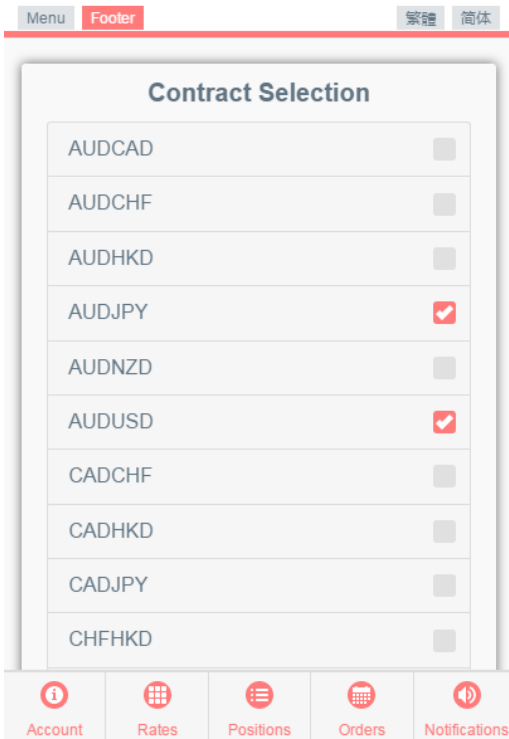 Menu Footer 繁體 简体
Contract Selection
AUDCAD
AUDCHF
AUDHKD
AUDJPY
AUDNZD
AUDUSD
CADCHF
CADHKD
CADJPY
CHFHKD
Account Rates Positions Orders Notifications